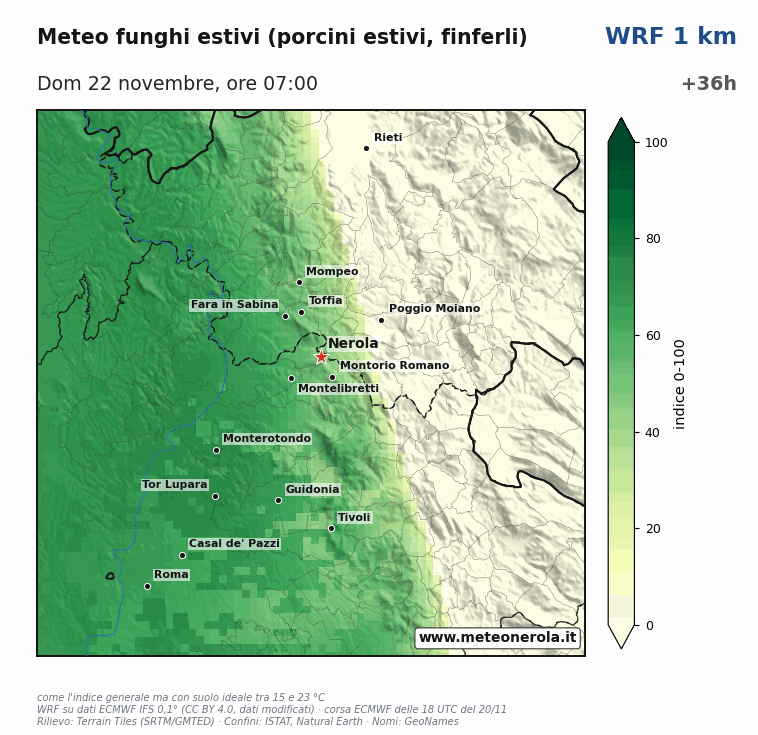 Meteo funghi estivi (porcini estivi, finferli)
WRF 1 km
Dom 22 novembre, ore 07:00
+36h
Rieti
Mompeo
Toffia
Fara in Sabina
Poggio Moiano
Nerola
Montorio Romano
Montelibretti
Monterotondo
Tor Lupara
Guidonia
Tivoli
Casal de' Pazzi
Roma
www.meteonerola.it
100
80
60
40
20
0
indice 0-100
come l'indice generale ma con suolo ideale tra 15 e 23 °C
WRF su dati ECMWF IFS 0,1° (CC BY 4.0, dati modificati) · corsa ECMWF delle 18 UTC del 20/11
Rilievo: Terrain Tiles (SRTM/GMTED) · Confini: ISTAT, Natural Earth · Nomi: GeoNames